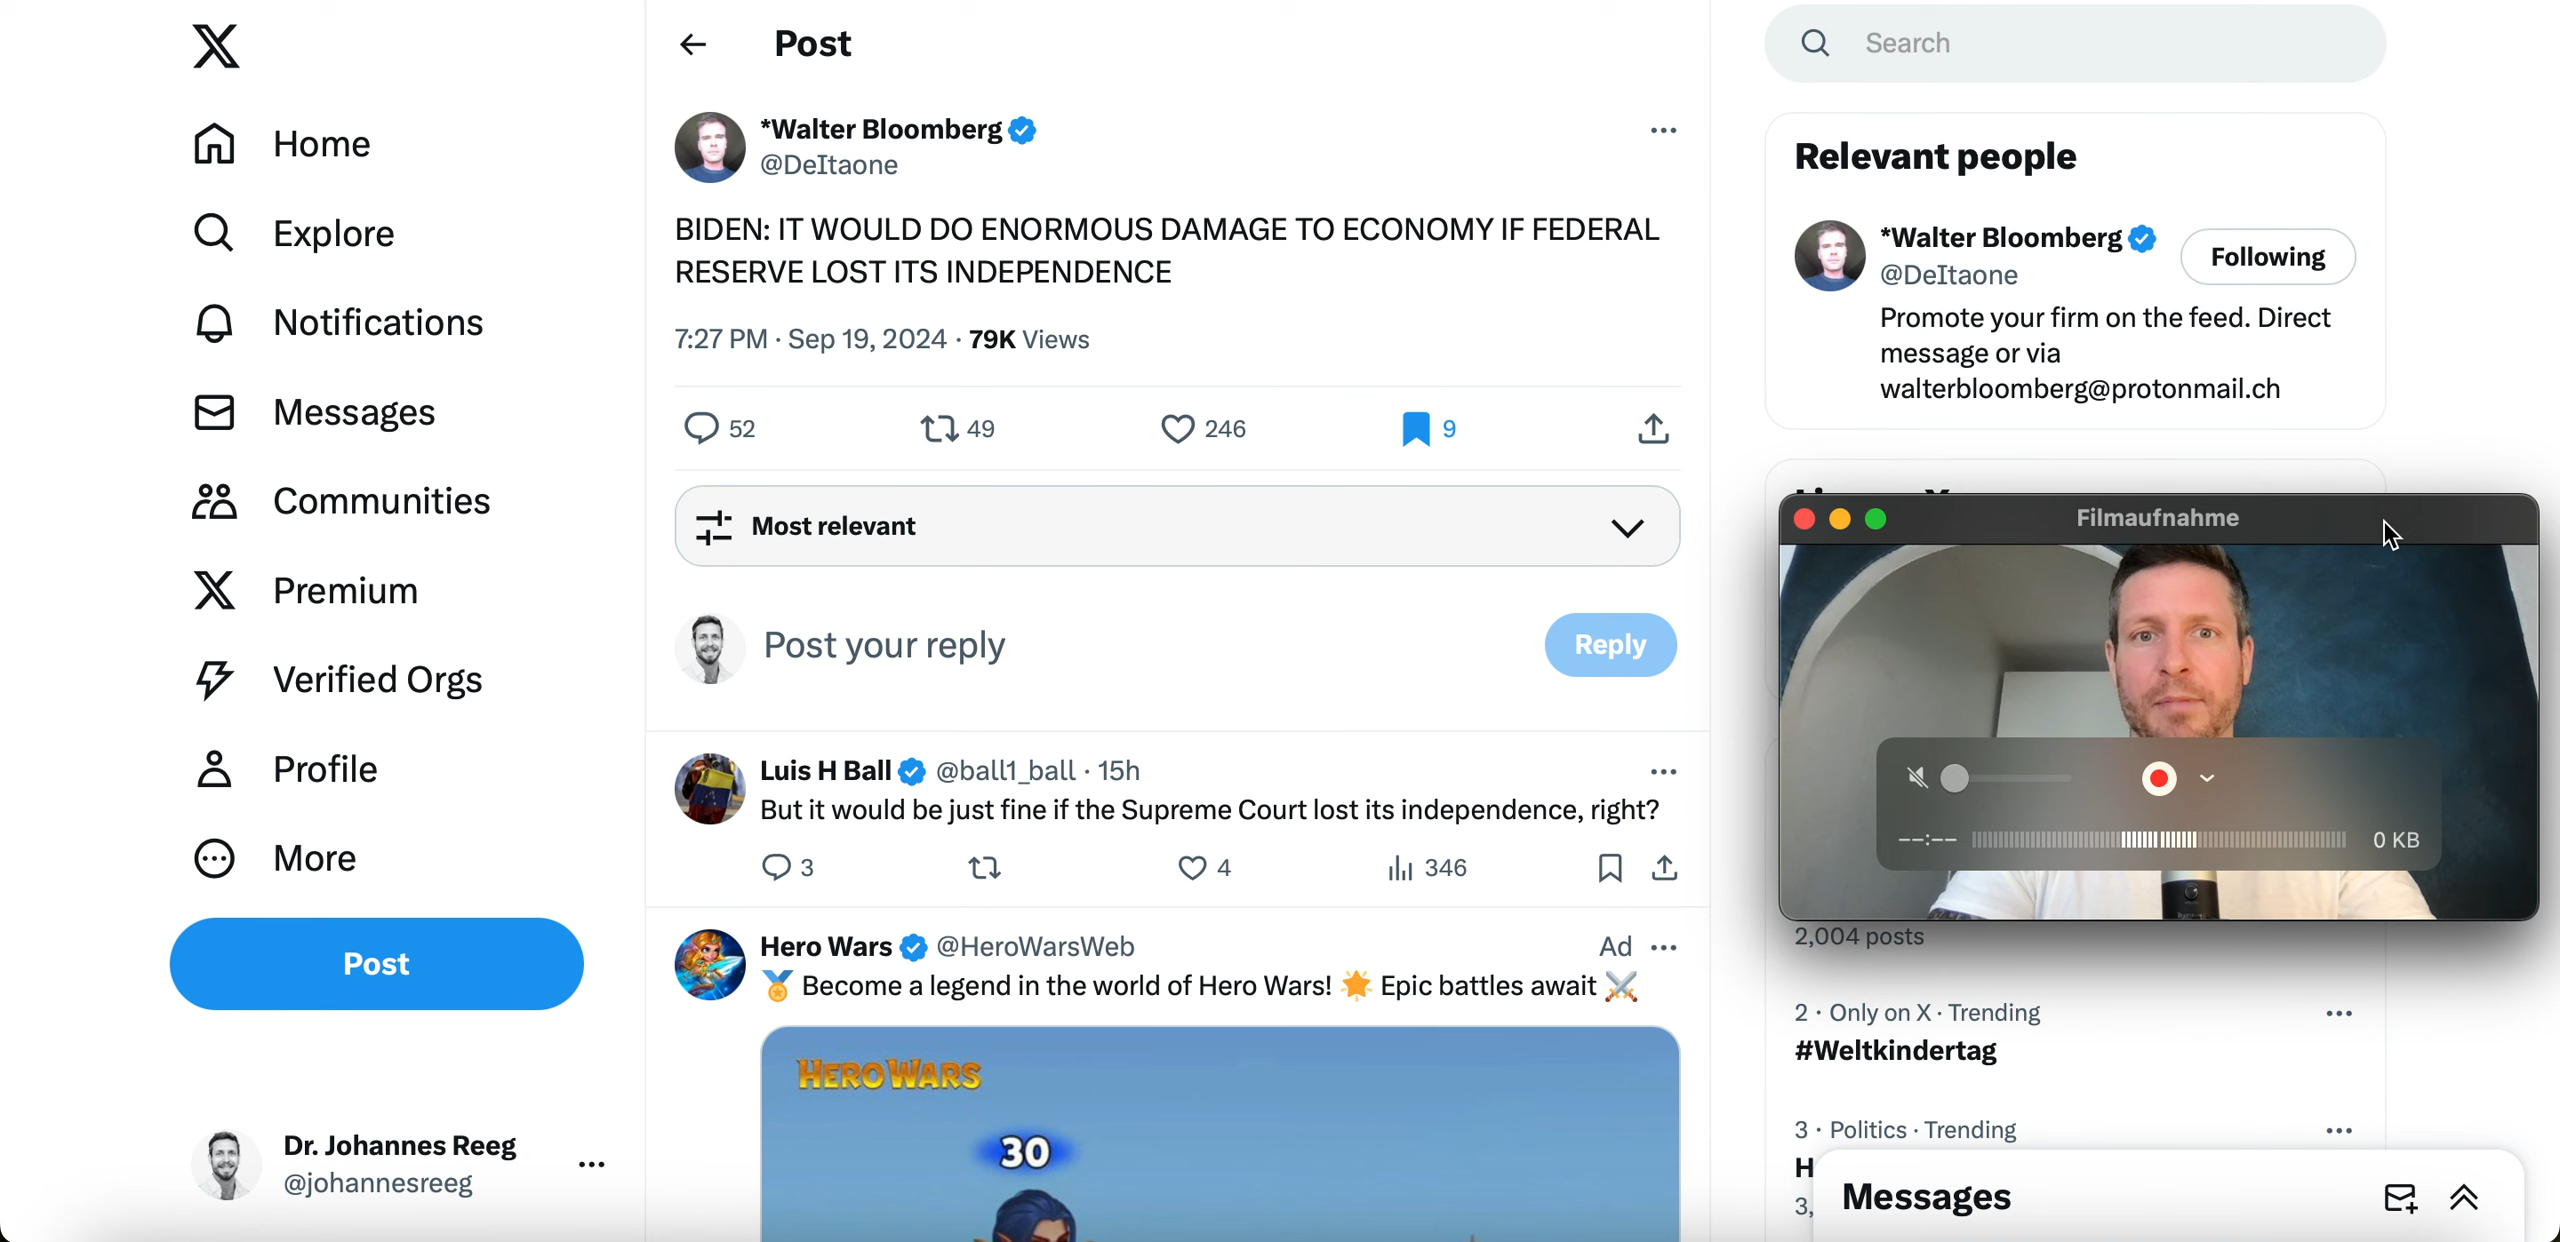 Home
Explore
Notifications
Messages
Communities
Premium
Verified Orgs
Profile
More
Post
Dr. Johannes Reeg
@johannesreeg
Post
*Walter Bloomberg
@DeItaone
BIDEN: IT WOULD DO ENORMOUS DAMAGE TO ECONOMY IF FEDERAL
RESERVE LOST ITS INDEPENDENCE
7:27 PM · Sep 19, 2024 · 79K Views
52 49 246 9
Most relevant
Post your reply
Reply
Luis H Ball @ball1_ball · 15h
But it would be just fine if the Supreme Court lost its independence, right?
3 4 346
Hero Wars @HeroWarsWeb Ad
🏅 Become a legend in the world of Hero Wars! 🌟 Epic battles await ⚔️
HERO WARS
30
Search
Relevant people
*Walter Bloomberg
@DeItaone
Following
Promote your firm on the feed. Direct
message or via
walterbloomberg@protonmail.ch
Filmaufnahme
--:-- 0 KB
2,004 posts
2 · Only on X · Trending
#Weltkindertag
3 · Politics · Trending
Messages